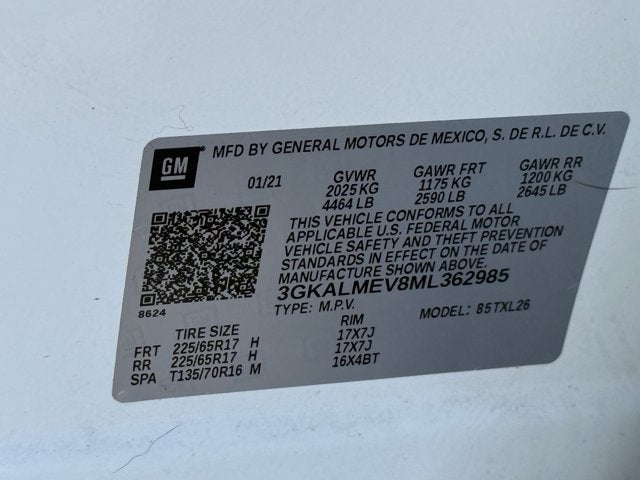 GM MFD BY GENERAL MOTORS DE MEXICO, S. DE R.L. DE C.V.
01/21 GVWR GAWR FRT GAWR RR
2025 KG 1175 KG 1200 KG
4464 LB 2590 LB 2645 LB
THIS VEHICLE CONFORMS TO ALL
APPLICABLE U.S. FEDERAL MOTOR
VEHICLE SAFETY AND THEFT PREVENTION
STANDARDS IN EFFECT ON THE DATE OF
MANUFACTURE SHOWN ABOVE.
3GKALMEV8ML362985
8624 TYPE: M.P.V. MODEL: 85TXL26
TIRE SIZE RIM
FRT 225/65R17 H 17X7J
RR 225/65R17 H 17X7J
SPA T135/70R16 M 16X4BT